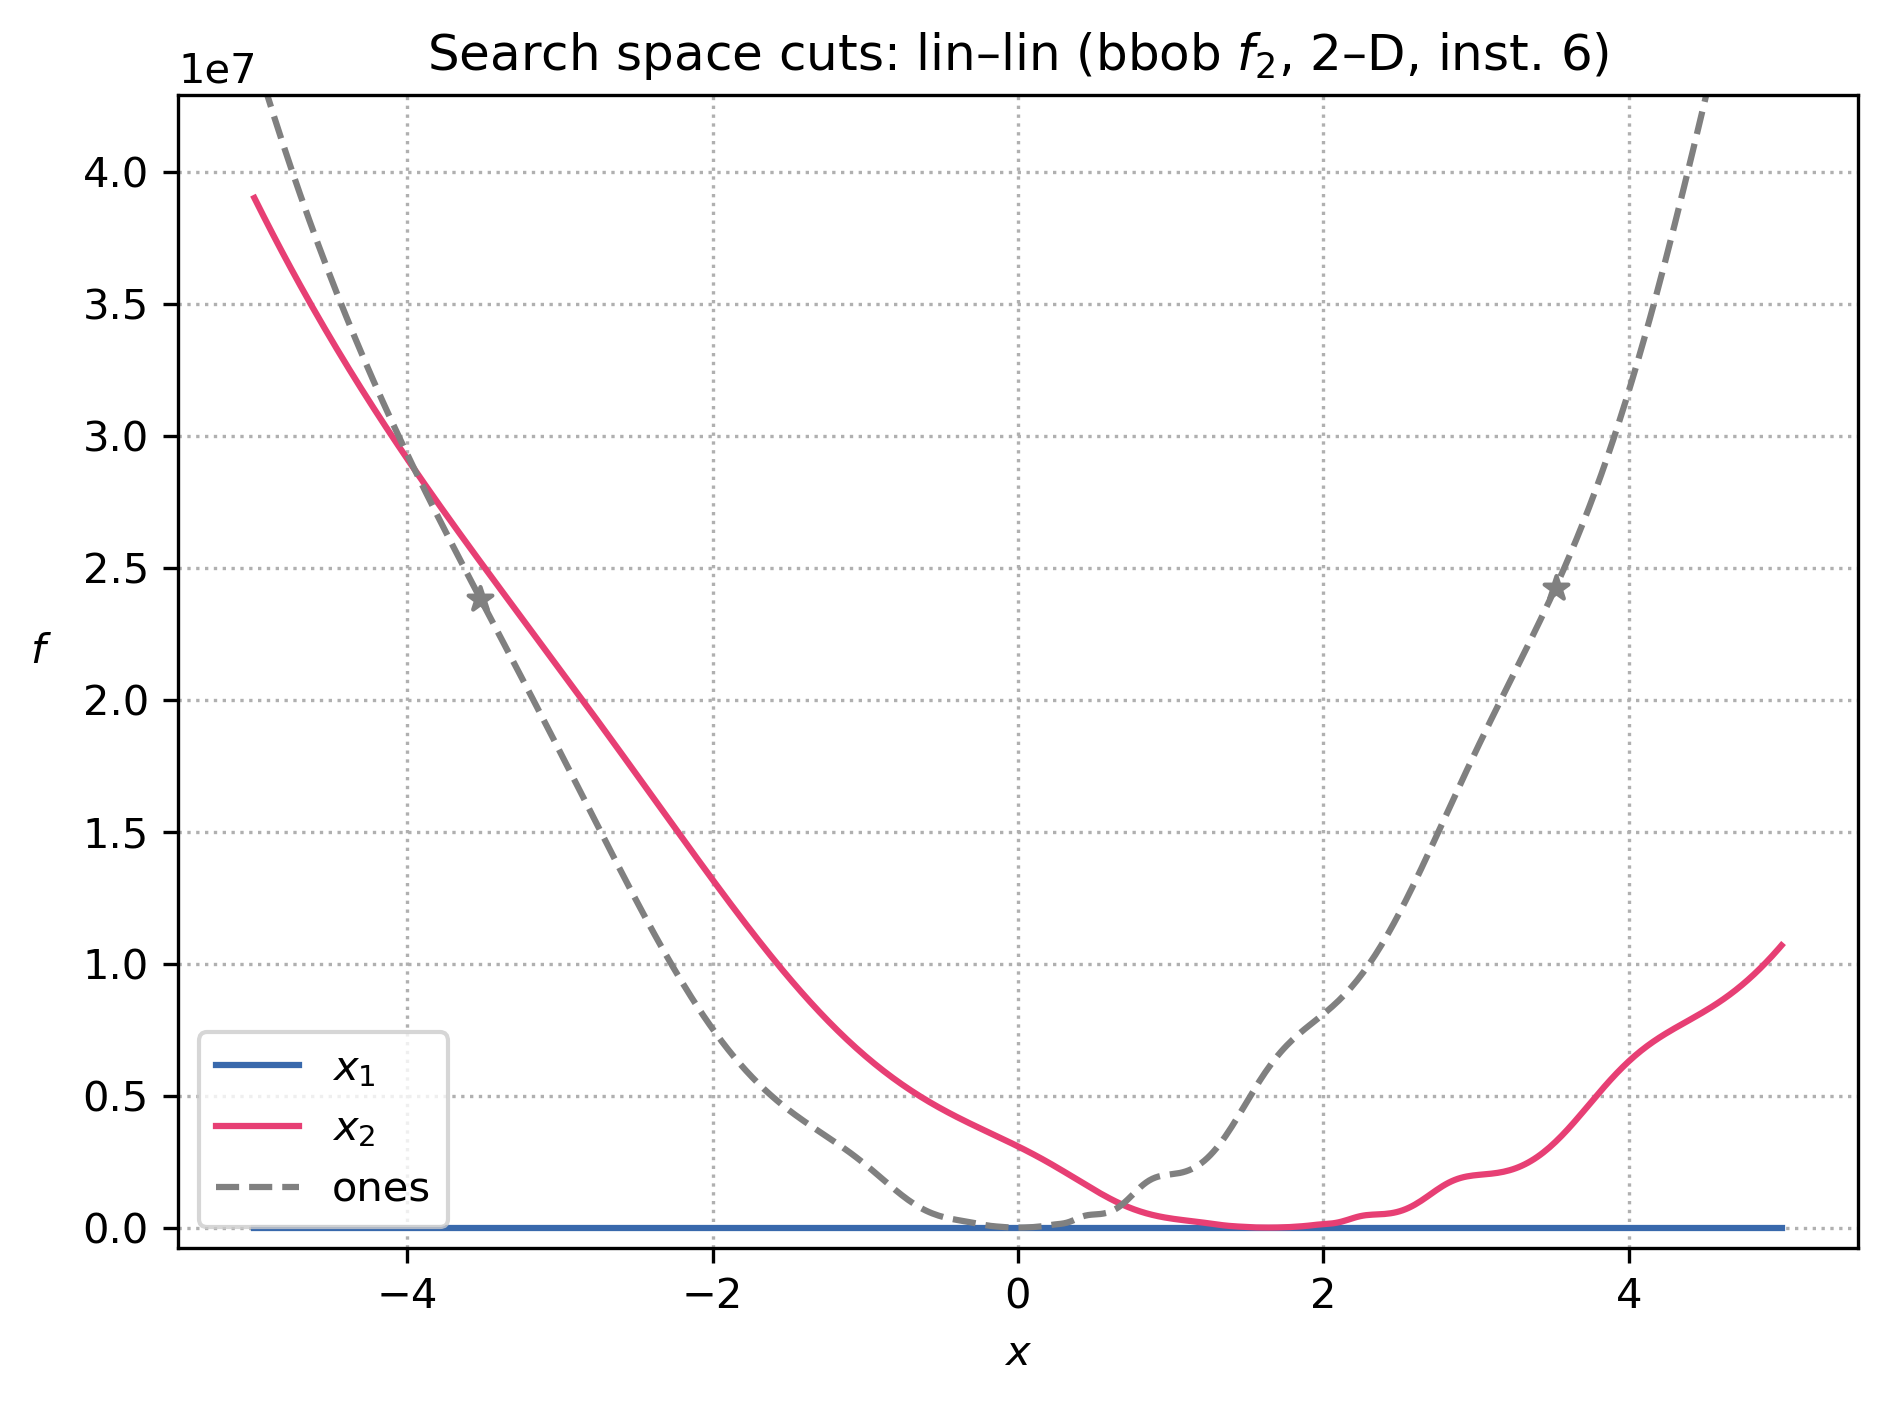 Search space cuts: lin–lin (bbob f₂, 2–D, inst. 6)
1e7
4.0
3.5
3.0
2.5
2.0
1.5
1.0
0.5
0.0
f
x₁
x₂
ones
−4 −2 0 2 4
x